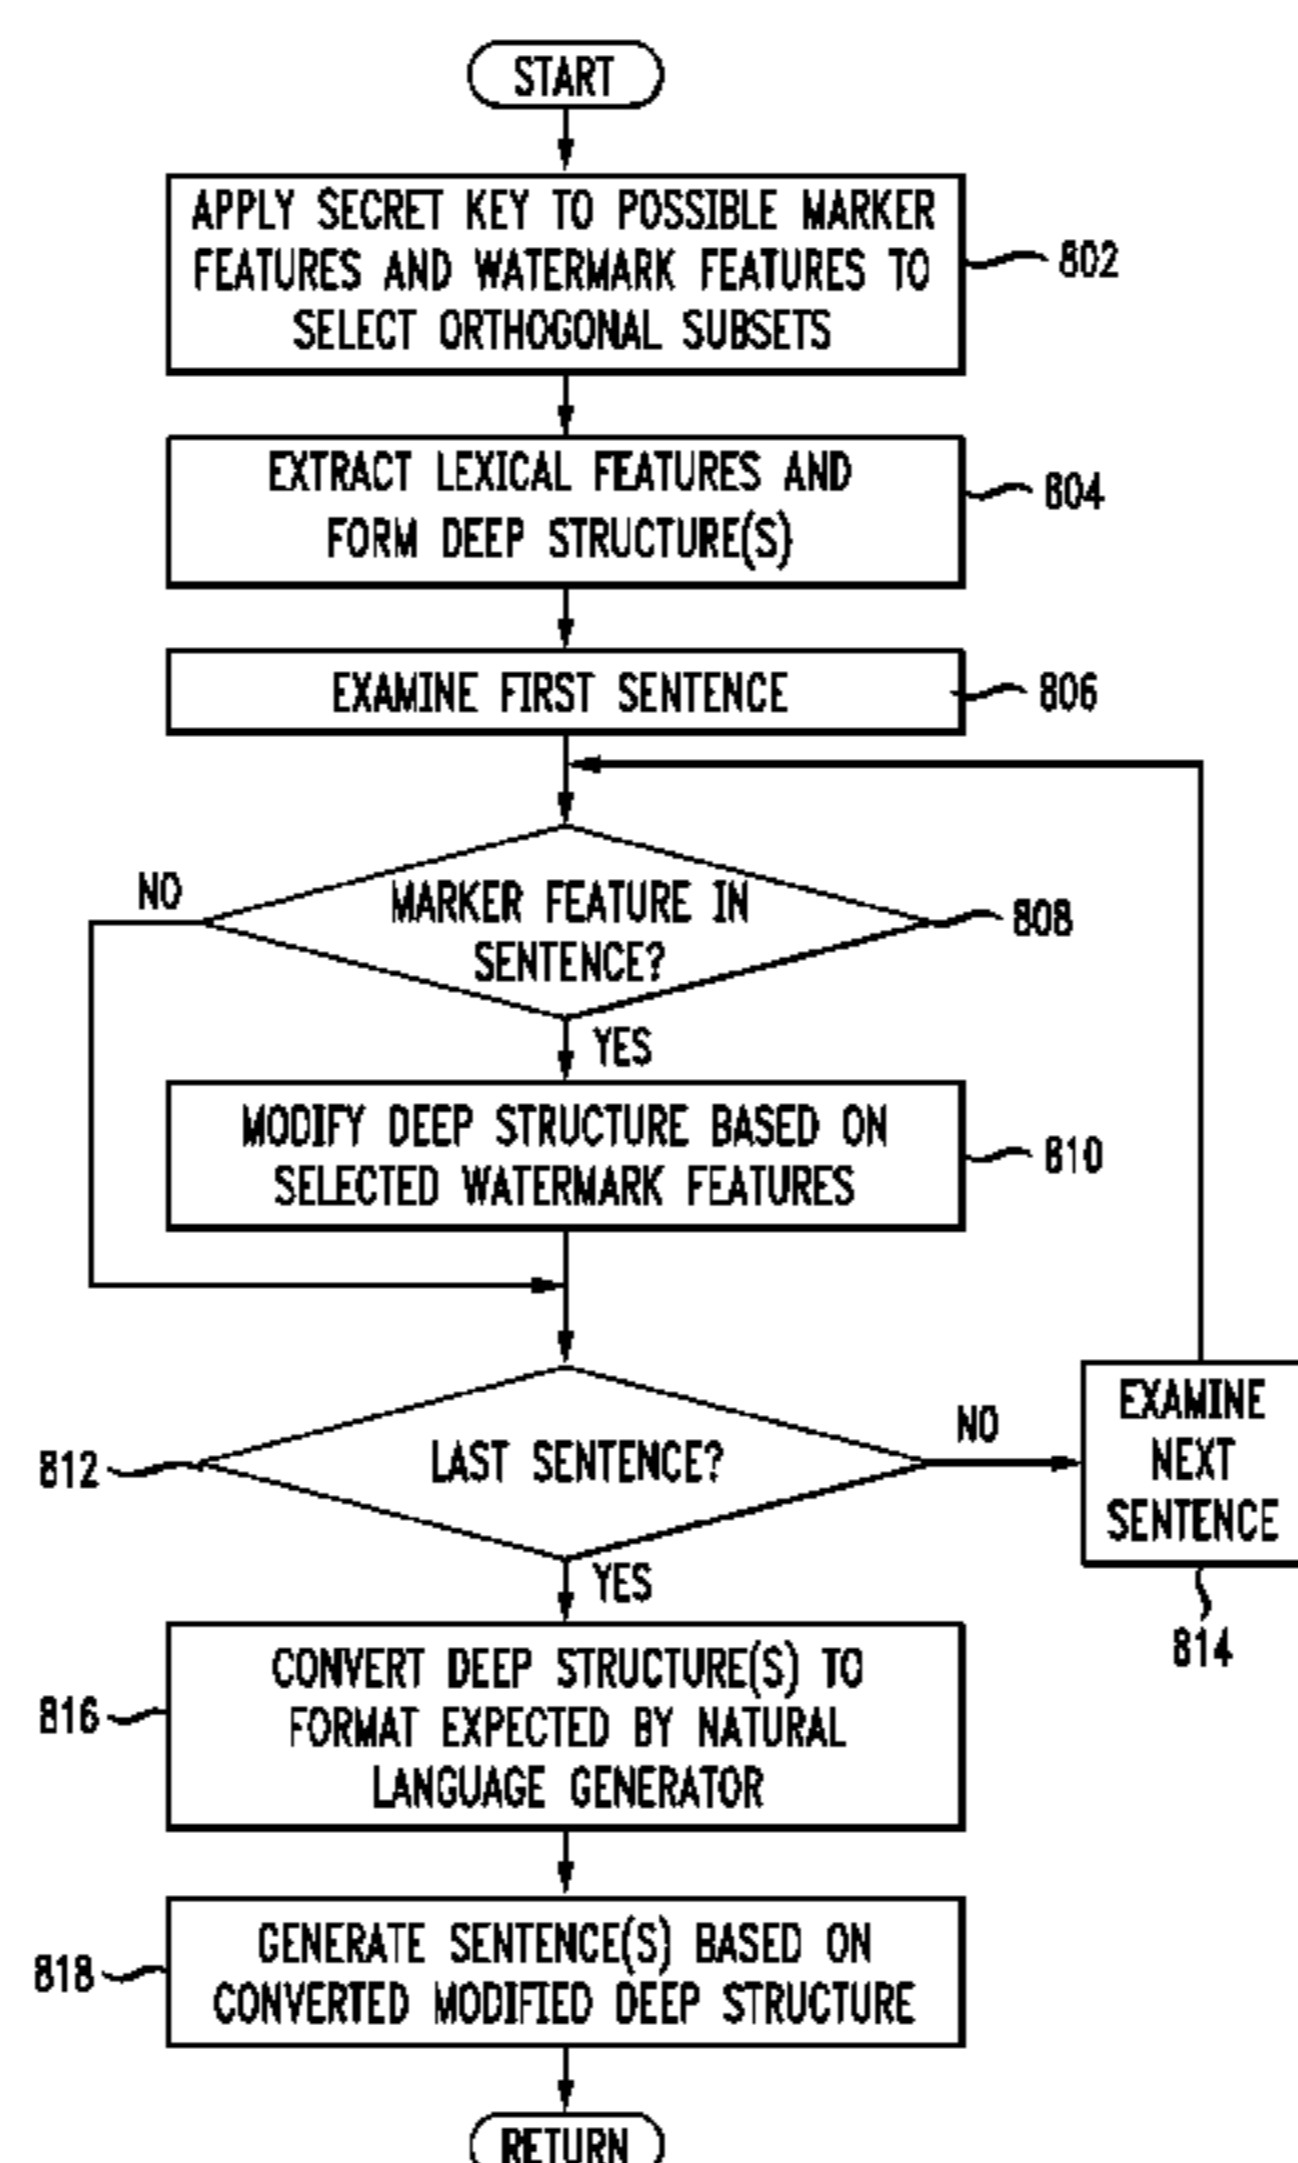 START
APPLY SECRET KEY TO POSSIBLE MARKER
FEATURES AND WATERMARK FEATURES TO
SELECT ORTHOGONAL SUBSETS
802
EXTRACT LEXICAL FEATURES AND
FORM DEEP STRUCTURE(S)
804
EXAMINE FIRST SENTENCE
806
NO
MARKER FEATURE IN
SENTENCE?
808
YES
MODIFY DEEP STRUCTURE BASED ON
SELECTED WATERMARK FEATURES
810
812
LAST SENTENCE?
NO
EXAMINE
NEXT
SENTENCE
814
YES
816
CONVERT DEEP STRUCTURE(S) TO
FORMAT EXPECTED BY NATURAL
LANGUAGE GENERATOR
818
GENERATE SENTENCE(S) BASED ON
CONVERTED MODIFIED DEEP STRUCTURE
RETURN